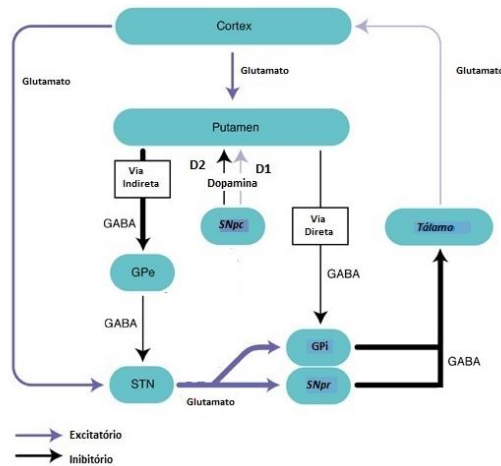 Cortex
Glutamato
Glutamato
Glutamato
Putamen
D2
D1
Via
Indireta
Dopamina
Via
Direta
SNpc
Tálamo
GABA
GPe
GABA
GABA
GPi
GABA
STN
SNpr
Glutamato
Excitatório
Inibitório